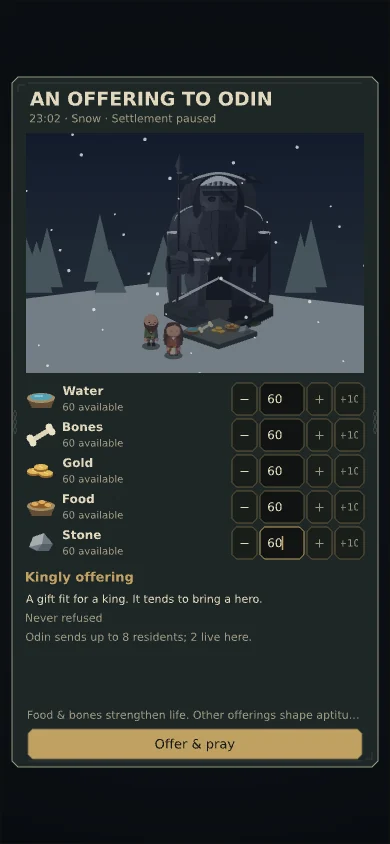 AN OFFERING TO ODIN
23:02 · Snow · Settlement paused
Water
60 available
− 60 + +10
Bones
60 available
− 60 + +10
Gold
60 available
− 60 + +10
Food
60 available
− 60 + +10
Stone
60 available
− 60 + +10
Kingly offering
A gift fit for a king. It tends to bring a hero.
Never refused
Odin sends up to 8 residents; 2 live here.
Food & bones strengthen life. Other offerings shape aptitu...
Offer & pray